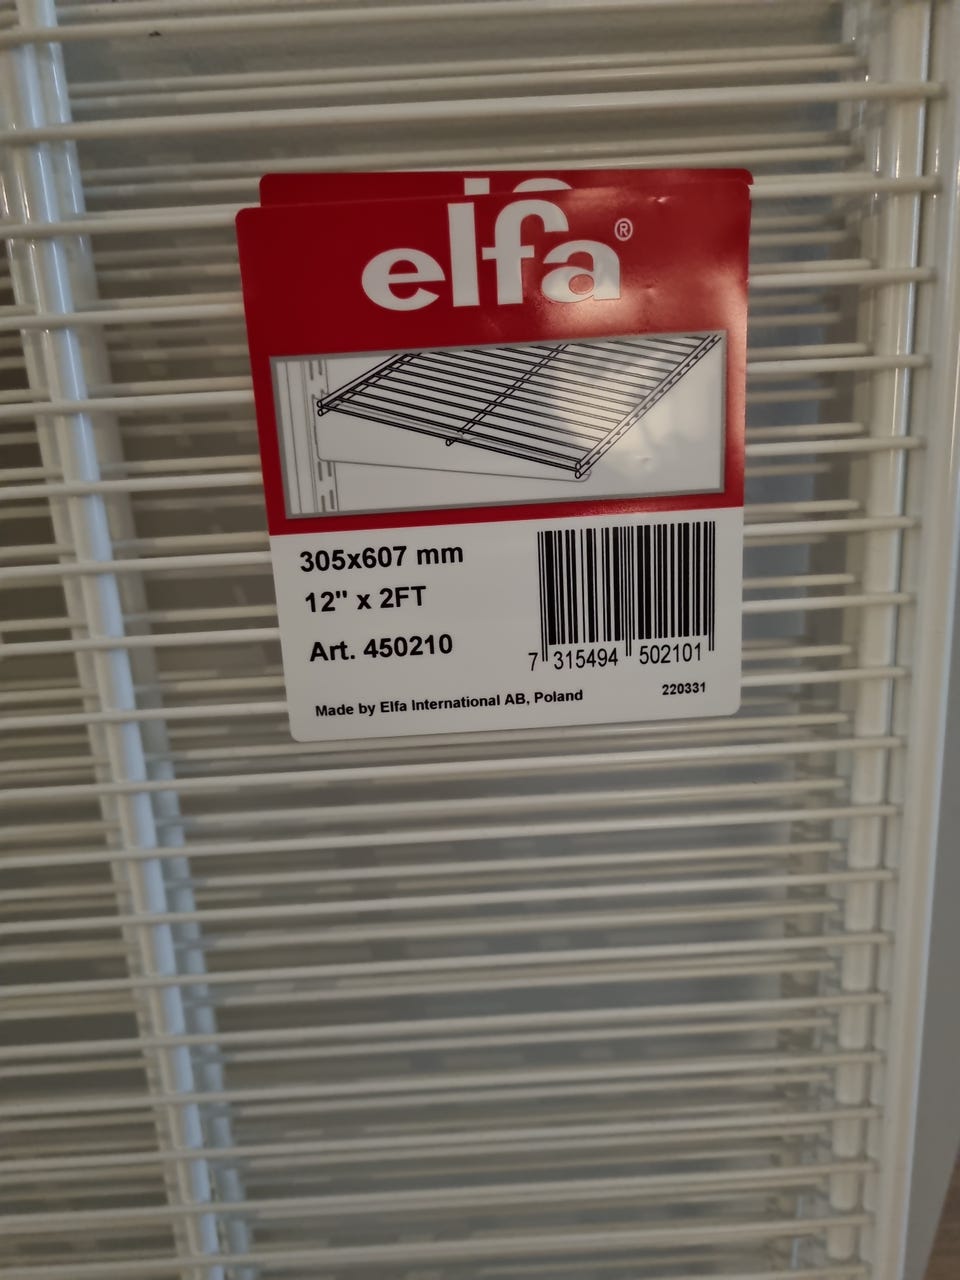 elfa®
305x607 mm
12" x 2FT
Art. 450210
7 315494 502101
Made by Elfa International AB, Poland
220331